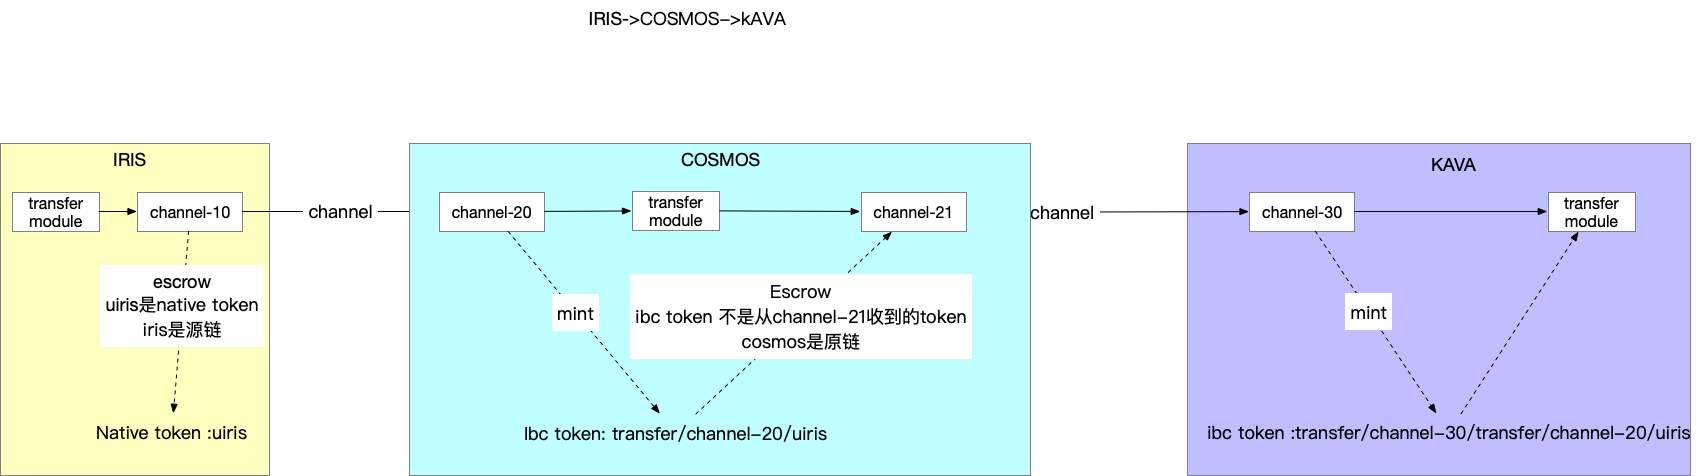 IRIS->COSMOS->kAVA
IRIS
transfer module
channel-10
escrow
uiris是native token
iris是源链
Native token :uiris
channel
COSMOS
channel-20
transfer module
channel-21
mint
Escrow
ibc token 不是从channel-21收到的token
cosmos是原链
Ibc token: transfer/channel-20/uiris
channel
KAVA
channel-30
transfer module
mint
ibc token :transfer/channel-30/transfer/channel-20/uiris